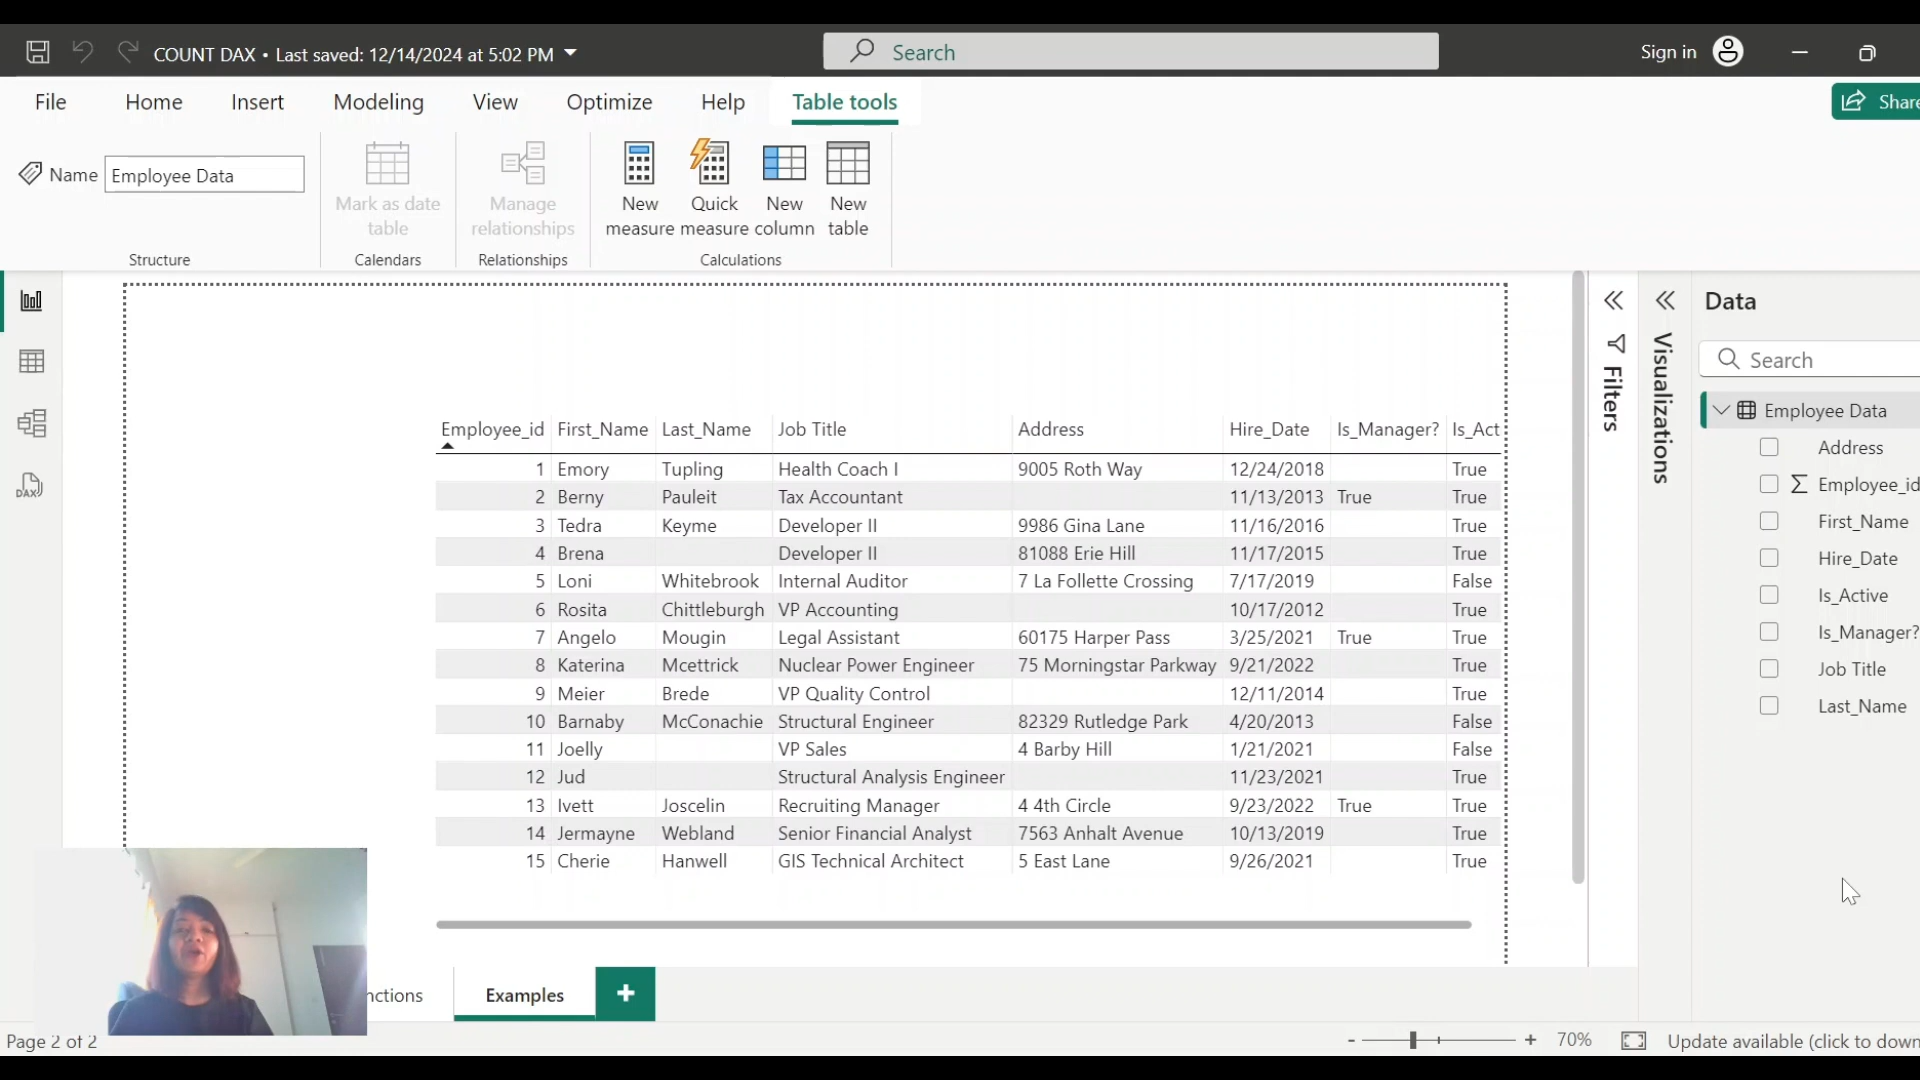 COUNT DAX • Last saved: 12/14/2024 at 5:02 PM
Search
Sign in
File Home Insert Modeling View Optimize Help Table tools
Share
Name Employee Data
Mark as date table
Manage relationships
New measure
Quick measure
New column
New table
Structure Calendars Relationships Calculations
Filters
Visualizations
Data
Search
Employee Data
Address
Employee_id
First_Name
Hire_Date
Is_Active
Is_Manager?
Job Title
Last_Name
Employee_id First_Name Last_Name Job Title Address Hire_Date Is_Manager? Is_Act
1 Emory Tupling Health Coach I 9005 Roth Way 12/24/2018 True
2 Berny Pauleit Tax Accountant 11/13/2013 True True
3 Tedra Keyme Developer II 9986 Gina Lane 11/16/2016 True
4 Brena Developer II 81088 Erie Hill 11/17/2015 True
5 Loni Whitebrook Internal Auditor 7 La Follette Crossing 7/17/2019 False
6 Rosita Chittleburgh VP Accounting 10/17/2012 True
7 Angelo Mougin Legal Assistant 60175 Harper Pass 3/25/2021 True True
8 Katerina Mcettrick Nuclear Power Engineer 75 Morningstar Parkway 9/21/2022 True
9 Meier Brede VP Quality Control 12/11/2014 True
10 Barnaby McConachie Structural Engineer 82329 Rutledge Park 4/20/2013 False
11 Joelly VP Sales 4 Barby Hill 1/21/2021 False
12 Jud Structural Analysis Engineer 11/23/2021 True
13 Ivett Joscelin Recruiting Manager 4 4th Circle 9/23/2022 True True
14 Jermayne Webland Senior Financial Analyst 7563 Anhalt Avenue 10/13/2019 True
15 Cherie Hanwell GIS Technical Architect 5 East Lane 9/26/2021 True
DAX
nctions Examples +
Page 2 of 2
- + 70%
Update available (click to down